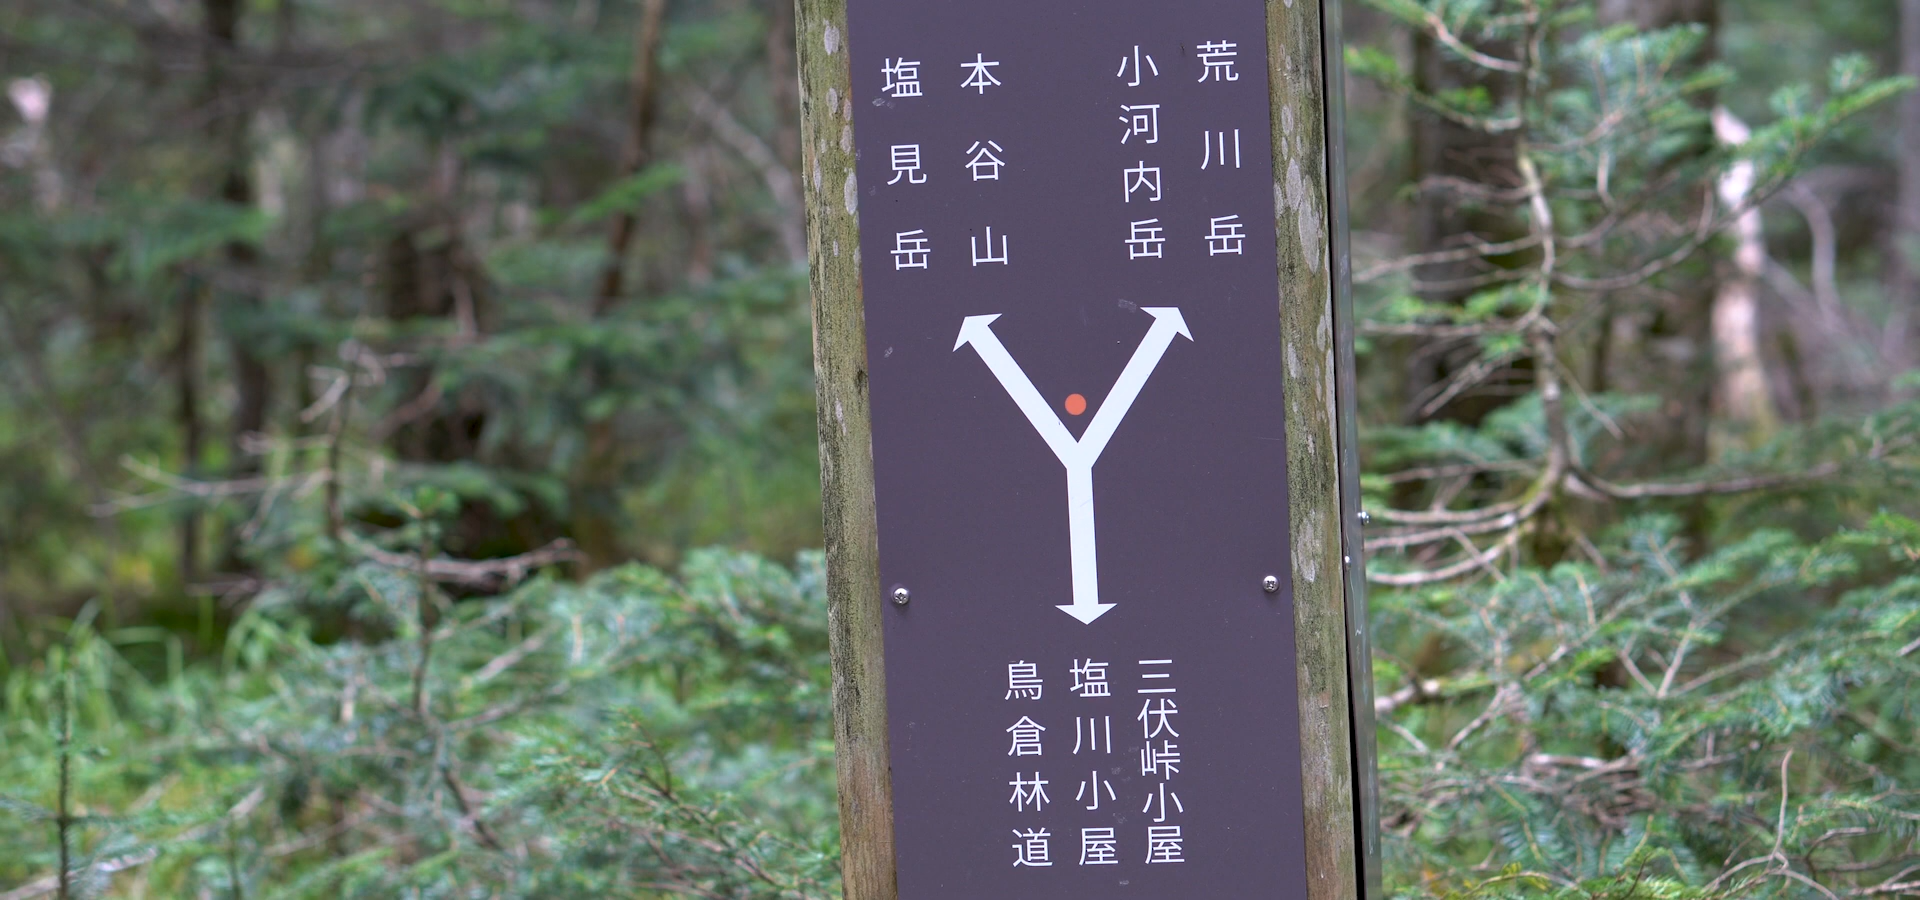 荒川岳
小河内岳
本谷山
塩見岳
三伏峠小屋
塩川小屋
鳥倉林道